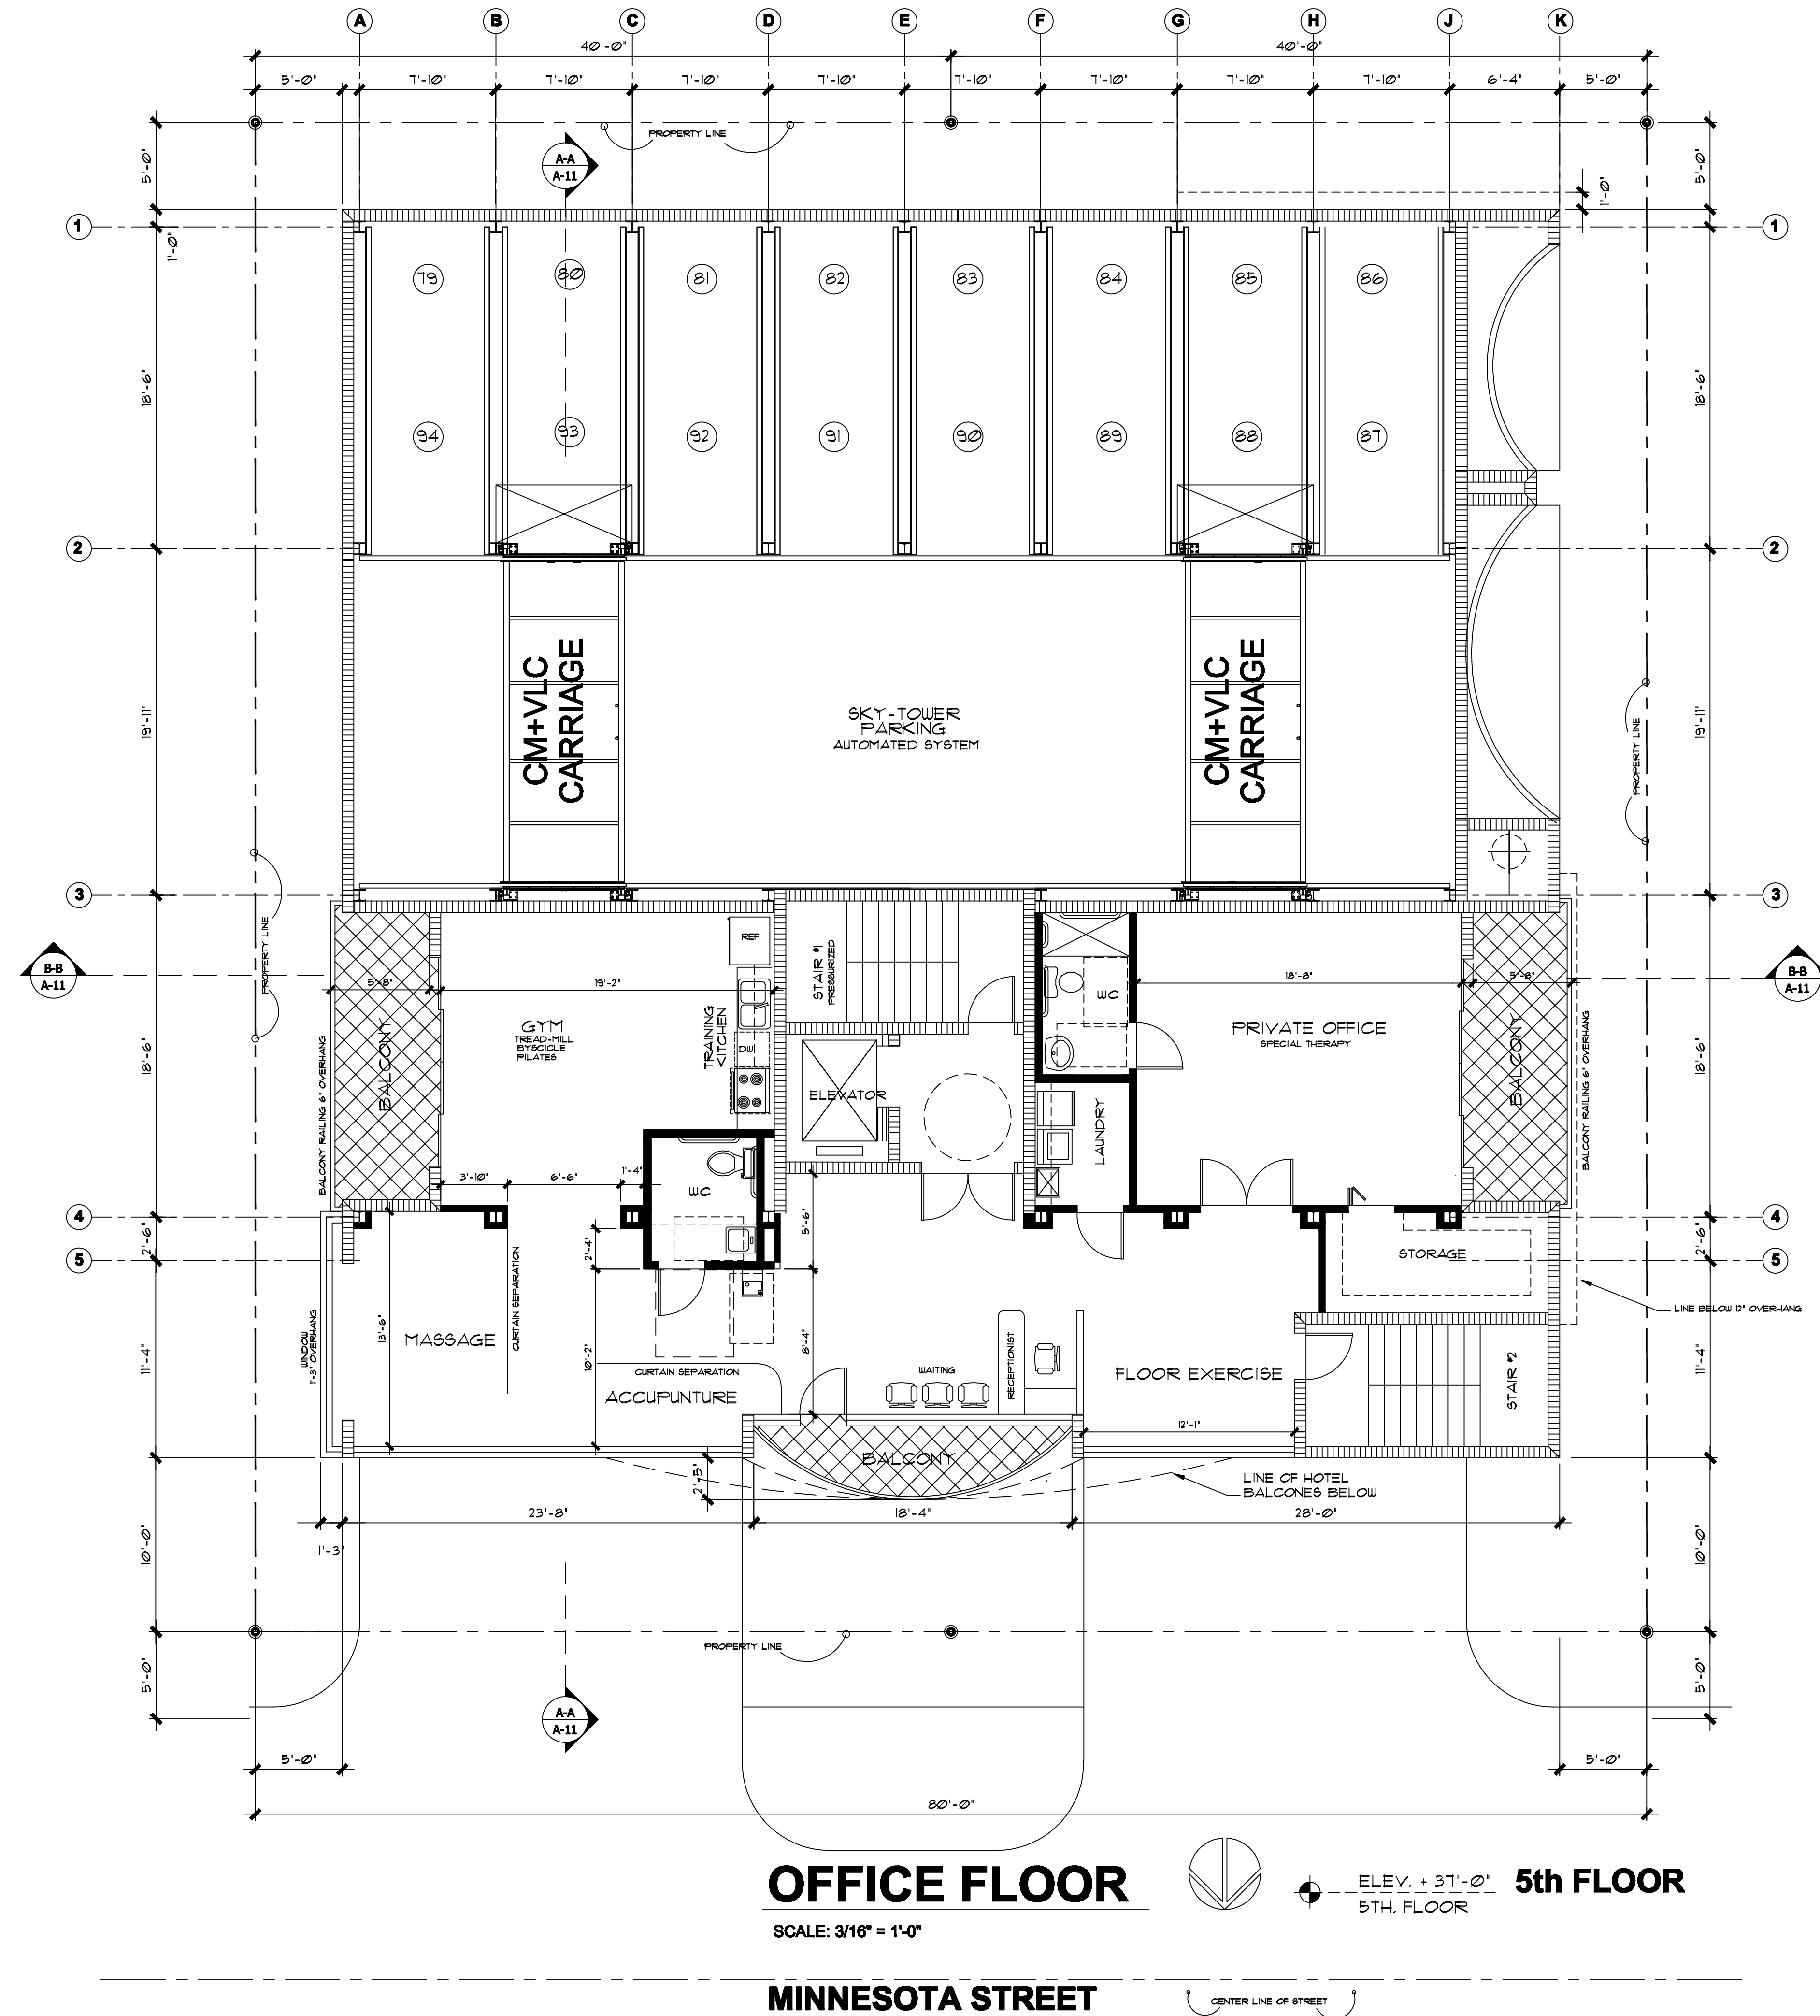 A B C D E F G H J K
40'-0" 40'-0"
5'-0" 7'-10" 7'-10" 7'-10" 7'-10" 7'-10" 7'-10" 7'-10" 7'-10" 6'-4" 5'-0"
PROPERTY LINE
A-A
A-11
5'-0" 5'-0"
1'-0"
1 1
1'-0"
79 80 81 82 83 84 85 86
18'-6" 18'-6"
94 93 92 91 90 89 88 87
2 2
CM+VLC
CARRIAGE
CM+VLC
CARRIAGE
SKY-TOWER
PARKING
AUTOMATED SYSTEM
19'-11" 19'-11"
PROPERTY LINE
3 3
PROPERTY LINE
B-B
A-11
B-B
A-11
REF
STAIR #1
PRESSURIZED
WC
5'-8" 19'-2" 18'-8" 5'-8"
GYM
TREAD-MILL
BYSCICLE
PILATES
TRAINING
KITCHEN
DW
PRIVATE OFFICE
SPECIAL THERAPY
BALCONY
BALCONY
BALCONY RAILING 6" OVERHANG
BALCONY RAILING 6" OVERHANG
18'-6" 18'-6"
ELEVATOR
LAUNDRY
3'-10" 6'-6" 1'-4"
WC
4 4
2'-6" 2'-6"
5 5
5'-6"
2'-4"
CURTAIN SEPARATION
STORAGE
LINE BELOW 12" OVERHANG
WINDOW
1'-3" OVERHANG
13'-6"
MASSAGE
10'-2"
8'-4"
11'-4" 11'-4"
CURTAIN SEPARATION
ACCUPUNTURE
WAITING
RECEPTIONIST
FLOOR EXERCISE
STAIR #2
12'-1"
BALCONY
2'-5"
LINE OF HOTEL
BALCONES BELOW
23'-8" 18'-4" 28'-0"
1'-3"
10'-0" 10'-0"
PROPERTY LINE
5'-0" 5'-0"
A-A
A-11
5'-0" 5'-0"
80'-0"
OFFICE FLOOR
SCALE: 3/16" = 1'-0"
ELEV. + 37'-0"
5TH. FLOOR
5th FLOOR
MINNESOTA STREET
CENTER LINE OF STREET